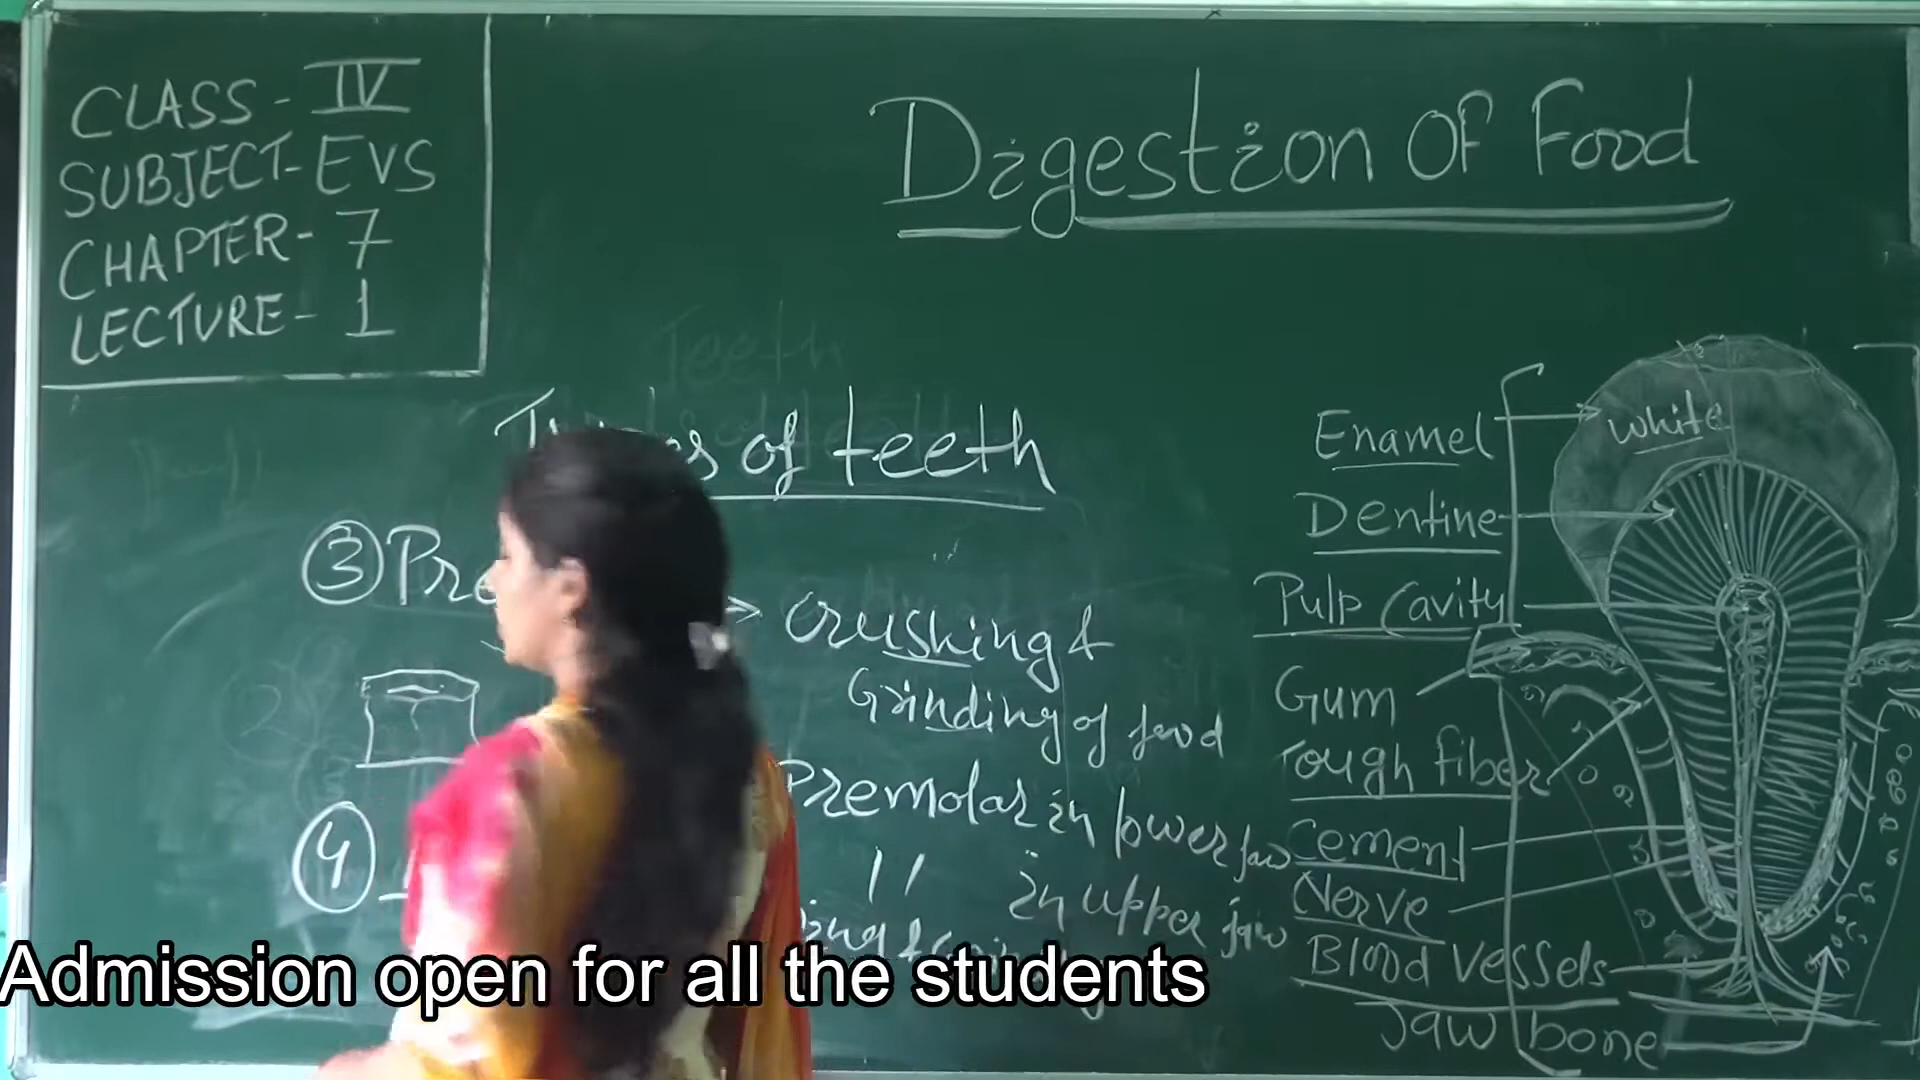 CLASS - IV
SUBJECT - EVS
CHAPTER - 7
LECTURE - 1
Digestion OF Food
Teeth
of teeth
③ Pre
→ Crushing &
Grinding of food
Premolar in lower jaw
〃 in upper jaw
④
Enamel
white
Dentine
Pulp Cavity
Gum
Tough fiber
Cement
Nerve
Blood vessels
Jaw bone
Admission open for all the students